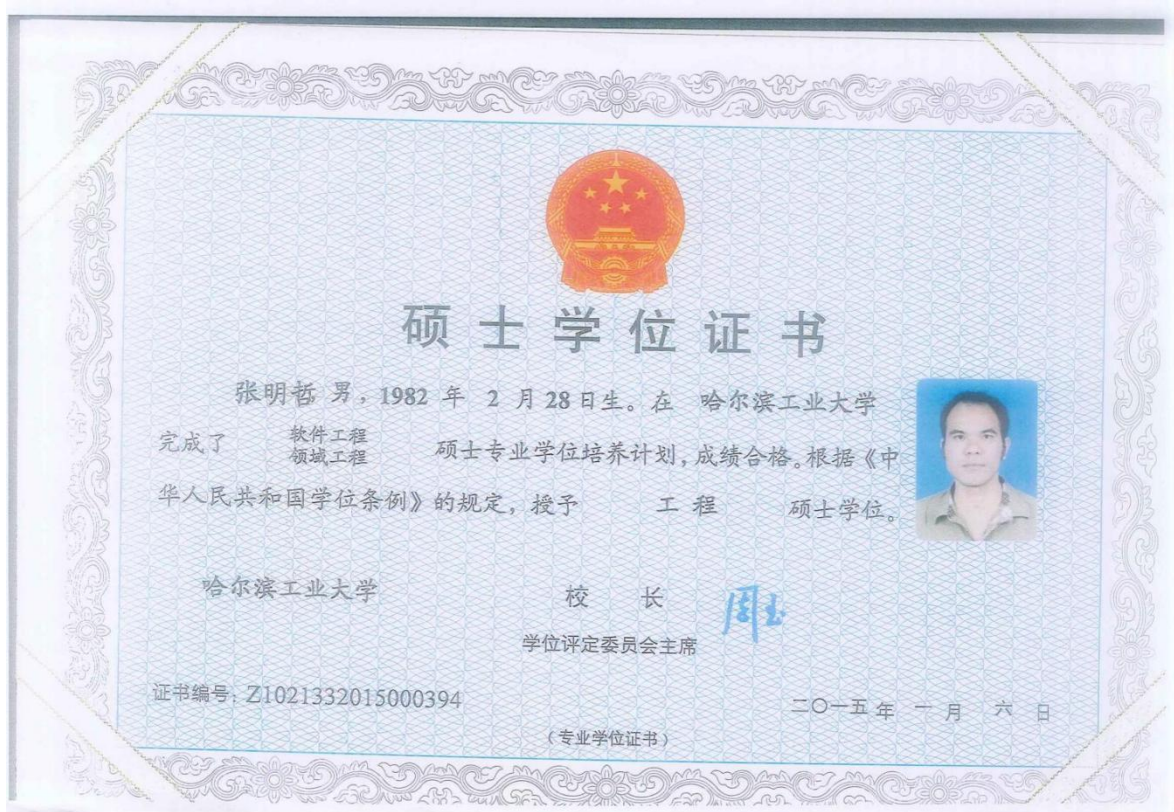 硕士学位证书
张明哲 男，1982 年 2 月 28 日生。在 哈尔滨工业大学
完成了 软件工程 领域工程 硕士专业学位培养计划，成绩合格。根据《中
华人民共和国学位条例》的规定，授予 工 程 硕士学位。
哈尔滨工业大学 校 长 周玉
学位评定委员会主席
证书编号：Z1021332015000394 二〇一五 年 一 月 六 日
（专业学位证书）